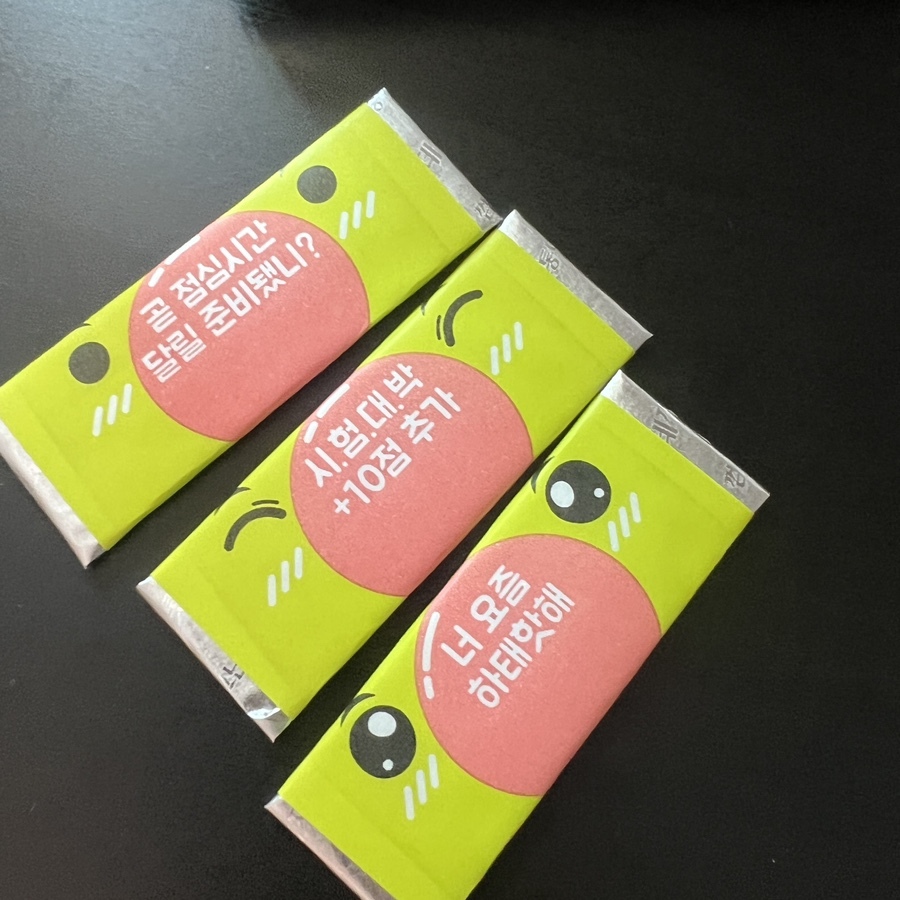 곧 점심시간
달릴 준비됐니?
시.험.대.박
+10점 추가
너 요즘
하태핫해